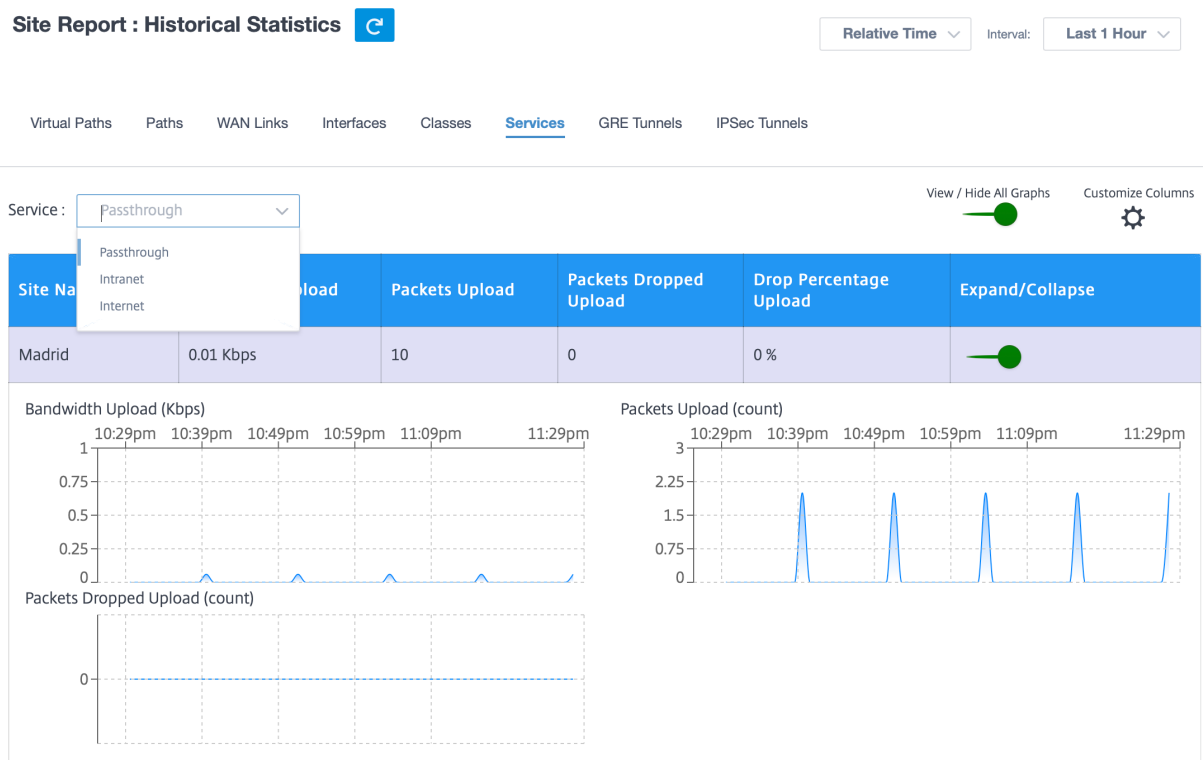 Site Report : Historical Statistics
Relative Time
Interval:
Last 1 Hour
Virtual Paths
Paths
WAN Links
Interfaces
Classes
Services
GRE Tunnels
IPSec Tunnels
Service :
Passthrough
Passthrough
Intranet
Internet
View / Hide All Graphs
Customize Columns
Site Na
Packets Upload
Packets Dropped
Upload
Drop Percentage
Upload
Expand/Collapse
Madrid
0.01 Kbps
10
0
0 %
Bandwidth Upload (Kbps)
10:29pm 10:39pm 10:49pm 10:59pm 11:09pm 11:29pm
1
0.75
0.5
0.25
0
Packets Upload (count)
10:29pm 10:39pm 10:49pm 10:59pm 11:09pm 11:29pm
3
2.25
1.5
0.75
0
Packets Dropped Upload (count)
0